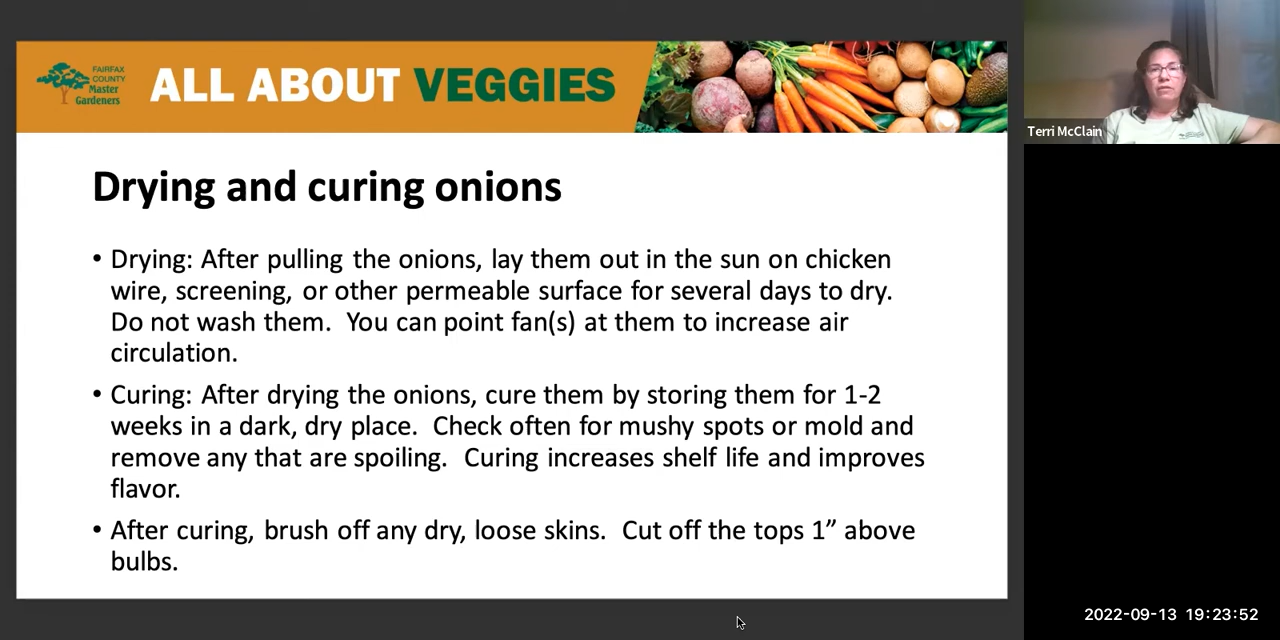 FAIRFAX
COUNTY
Master
Gardeners
ALL ABOUT VEGGIES
Terri McClain
Drying and curing onions
• Drying: After pulling the onions, lay them out in the sun on chicken
wire, screening, or other permeable surface for several days to dry.
Do not wash them.  You can point fan(s) at them to increase air
circulation.
• Curing: After drying the onions, cure them by storing them for 1-2
weeks in a dark, dry place.  Check often for mushy spots or mold and
remove any that are spoiling.  Curing increases shelf life and improves
flavor.
• After curing, brush off any dry, loose skins.  Cut off the tops 1” above
bulbs.
2022-09-13 19:23:52